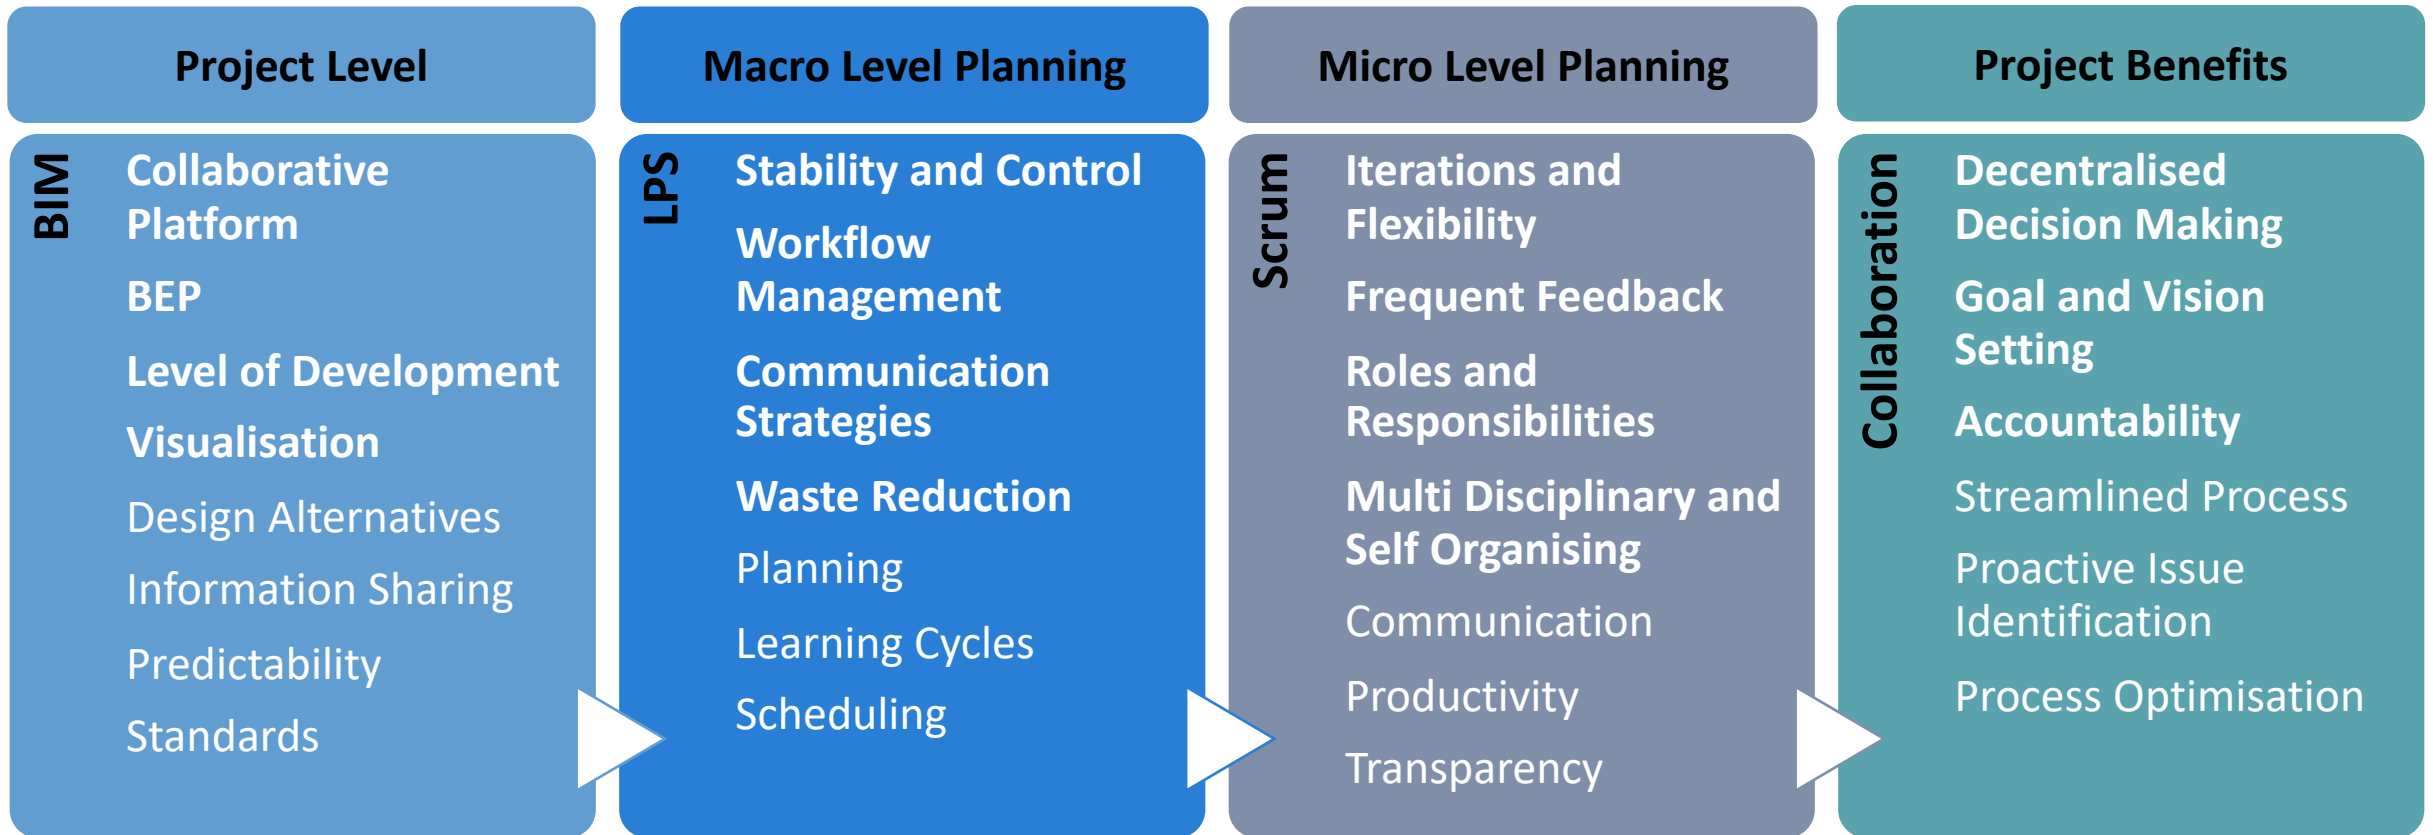 Project Level
BIM
Collaborative
Platform
BEP
Level of Development
Visualisation
Design Alternatives
Information Sharing
Predictability
Standards
Macro Level Planning
LPS
Stability and Control
Workflow
Management
Communication
Strategies
Waste Reduction
Planning
Learning Cycles
Scheduling
Micro Level Planning
Scrum
Iterations and
Flexibility
Frequent Feedback
Roles and
Responsibilities
Multi Disciplinary and
Self Organising
Communication
Productivity
Transparency
Project Benefits
Collaboration
Decentralised
Decision Making
Goal and Vision
Setting
Accountability
Streamlined Process
Proactive Issue
Identification
Process Optimisation